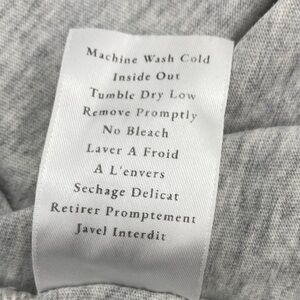 Machine Wash Cold
Inside Out
Tumble Dry Low
Remove Promptly
No Bleach
Laver A Froid
A L'envers
Sechage Delicat
Retirer Promptement
Javel Interdit